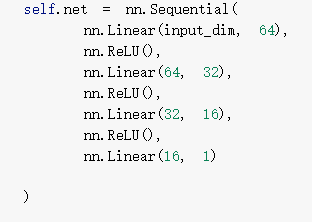 self.net = nn.Sequential(
nn.Linear(input_dim, 64),
nn.ReLU(),
nn.Linear(64, 32),
nn.ReLU(),
nn.Linear(32, 16),
nn.ReLU(),
nn.Linear(16, 1)
)